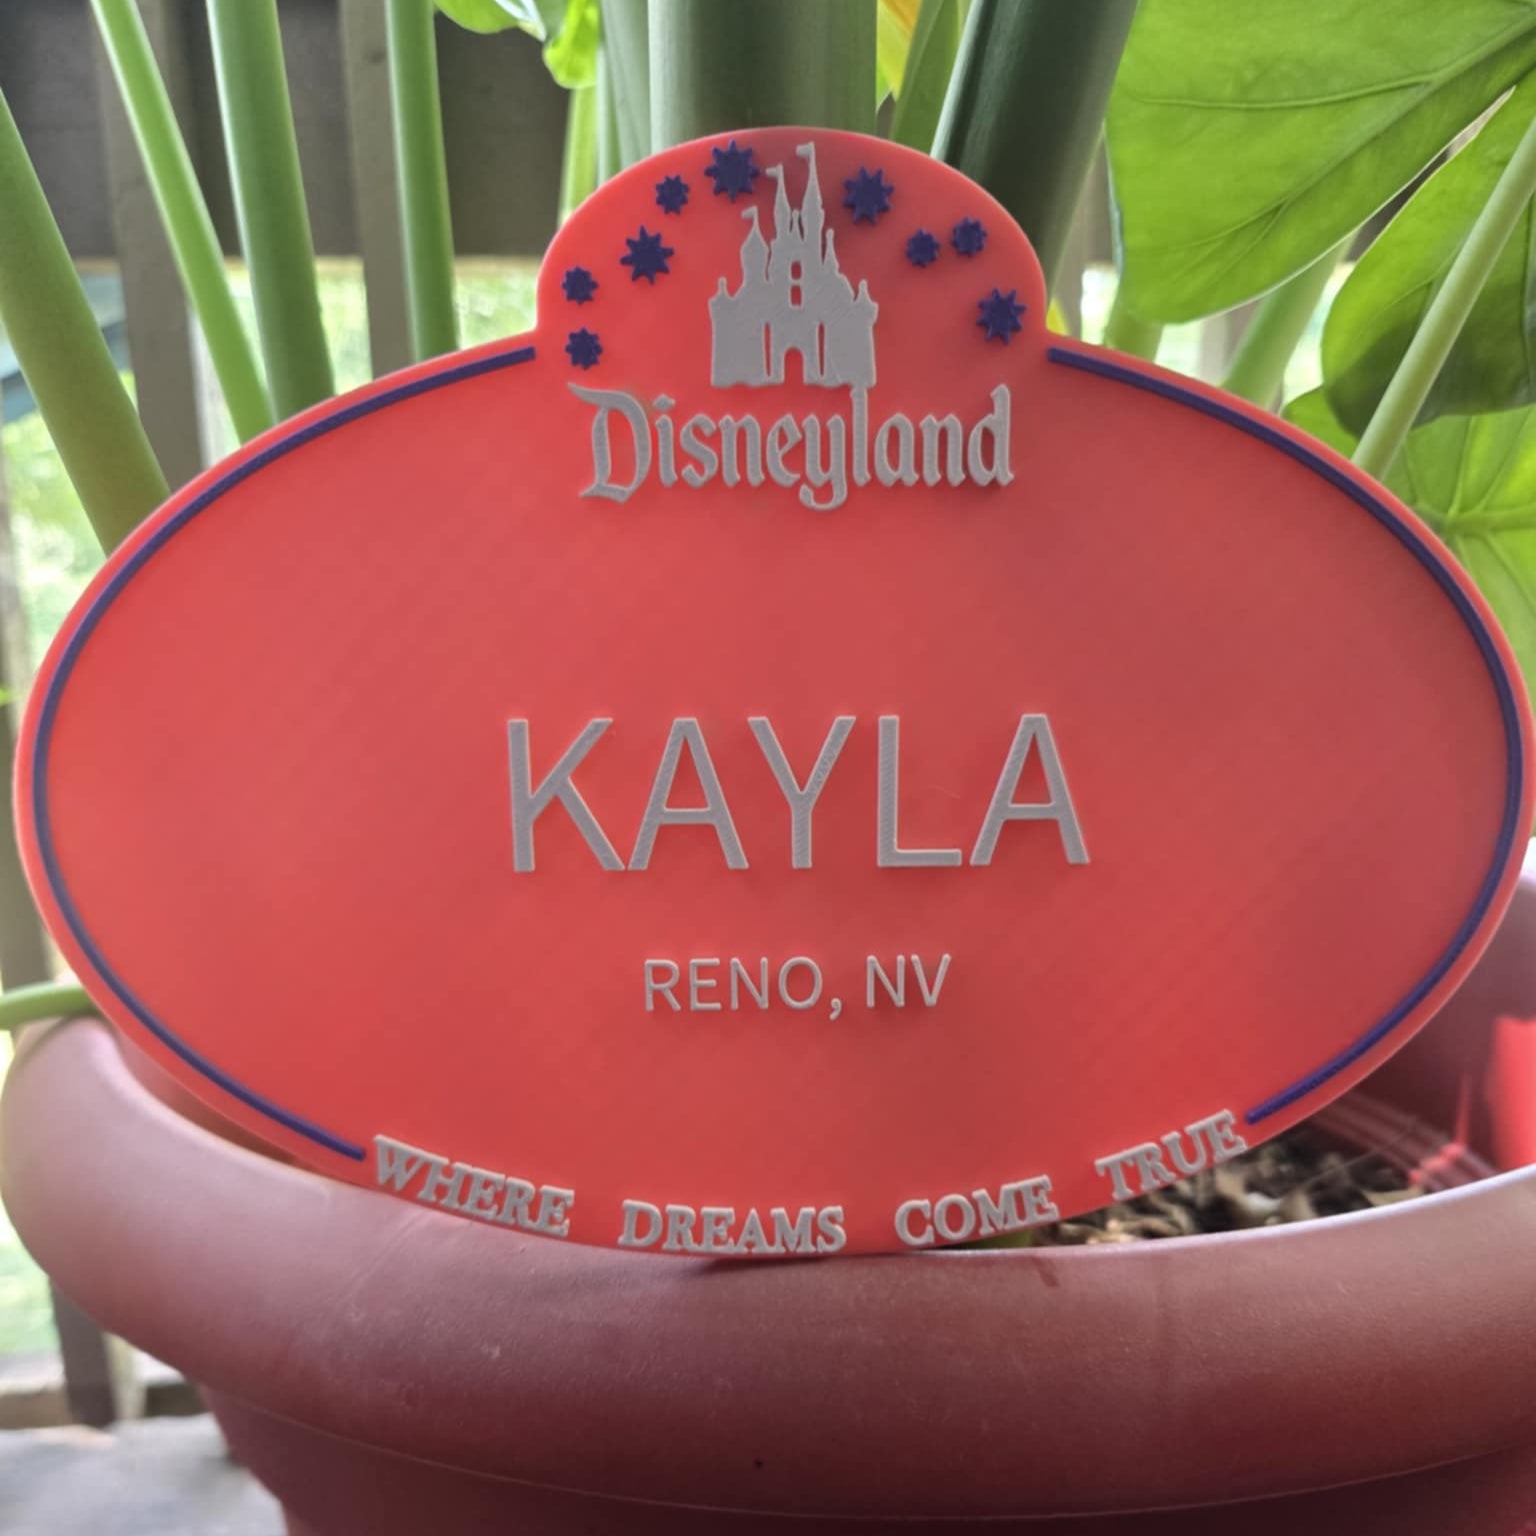 Disneyland
KAYLA
RENO, NV
WHERE DREAMS COME TRUE